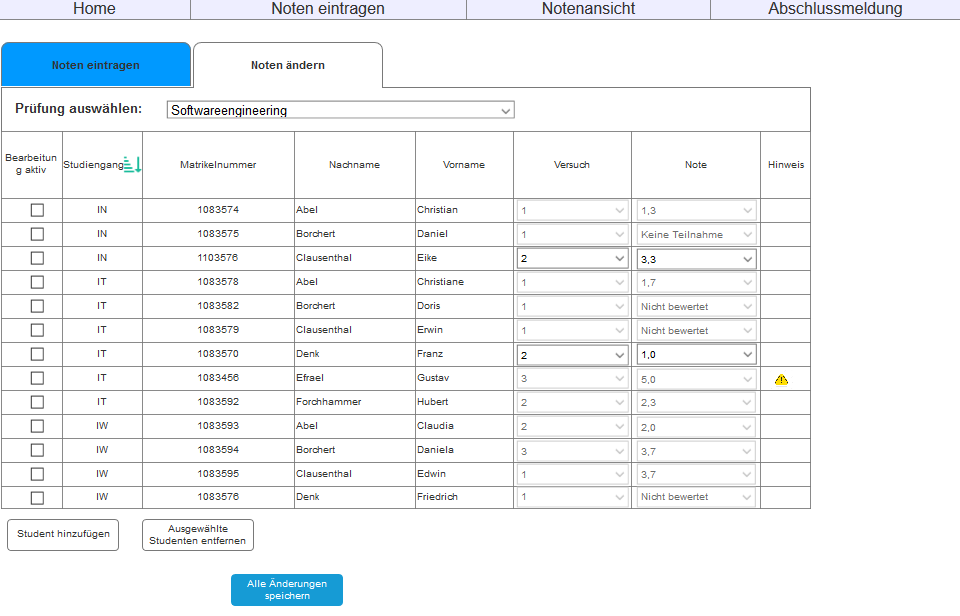 Home Noten eintragen Notenansicht Abschlussmeldung
Noten eintragen Noten ändern
Prüfung auswählen: Softwareengineering
Bearbeitun
g aktiv Studiengang Matrikelnummer Nachname Vorname Versuch Note Hinweis
IN 1083574 Abel Christian 1 1,3
IN 1083575 Borchert Daniel 1 Keine Teilnahme
IN 1103576 Clausenthal Eike 2 3,3
IT 1083578 Abel Christiane 1 1,7
IT 1083582 Borchert Doris 1 Nicht bewertet
IT 1083579 Clausenthal Erwin 1 Nicht bewertet
IT 1083570 Denk Franz 2 1,0
IT 1083456 Efrael Gustav 3 5,0
IT 1083592 Forchhammer Hubert 2 2,3
IW 1083593 Abel Claudia 2 2,0
IW 1083594 Borchert Daniela 3 3,7
IW 1083595 Clausenthal Edwin 1 3,7
IW 1083576 Denk Friedrich 1 Nicht bewertet
Student hinzufügen
Ausgewählte
Studenten entfernen
Alle Änderungen
speichern